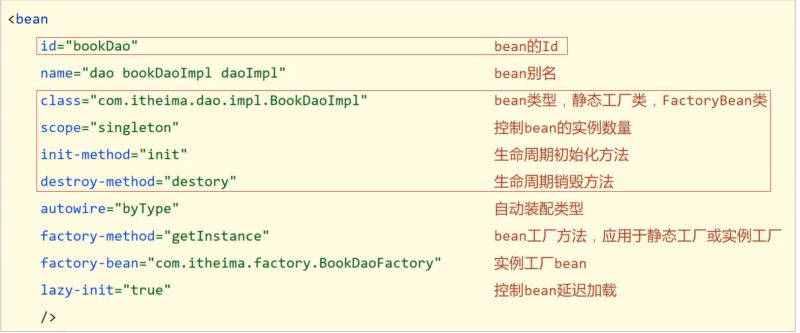 <bean
id="bookDao" bean的Id
name="dao bookDaoImpl daoImpl" bean别名
class="com.itheima.dao.impl.BookDaoImpl" bean类型，静态工厂类，FactoryBean类
scope="singleton" 控制bean的实例数量
init-method="init" 生命周期初始化方法
destroy-method="destory" 生命周期销毁方法
autowire="byType" 自动装配类型
factory-method="getInstance" bean工厂方法，应用于静态工厂或实例工厂
factory-bean="com.itheima.factory.BookDaoFactory" 实例工厂bean
lazy-init="true" 控制bean延迟加载
/>